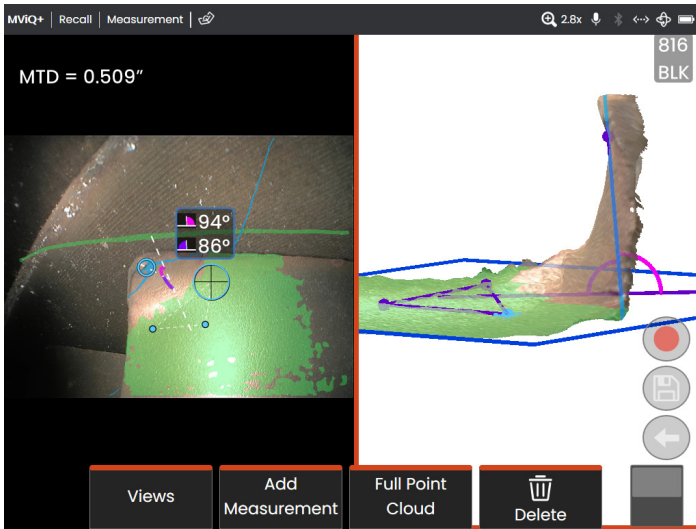 MViQ+ | Recall | Measurement |
2.8x
816
BLK
MTD = 0.509”
94°
86°
Views
Add
Measurement
Full Point
Cloud
Delete